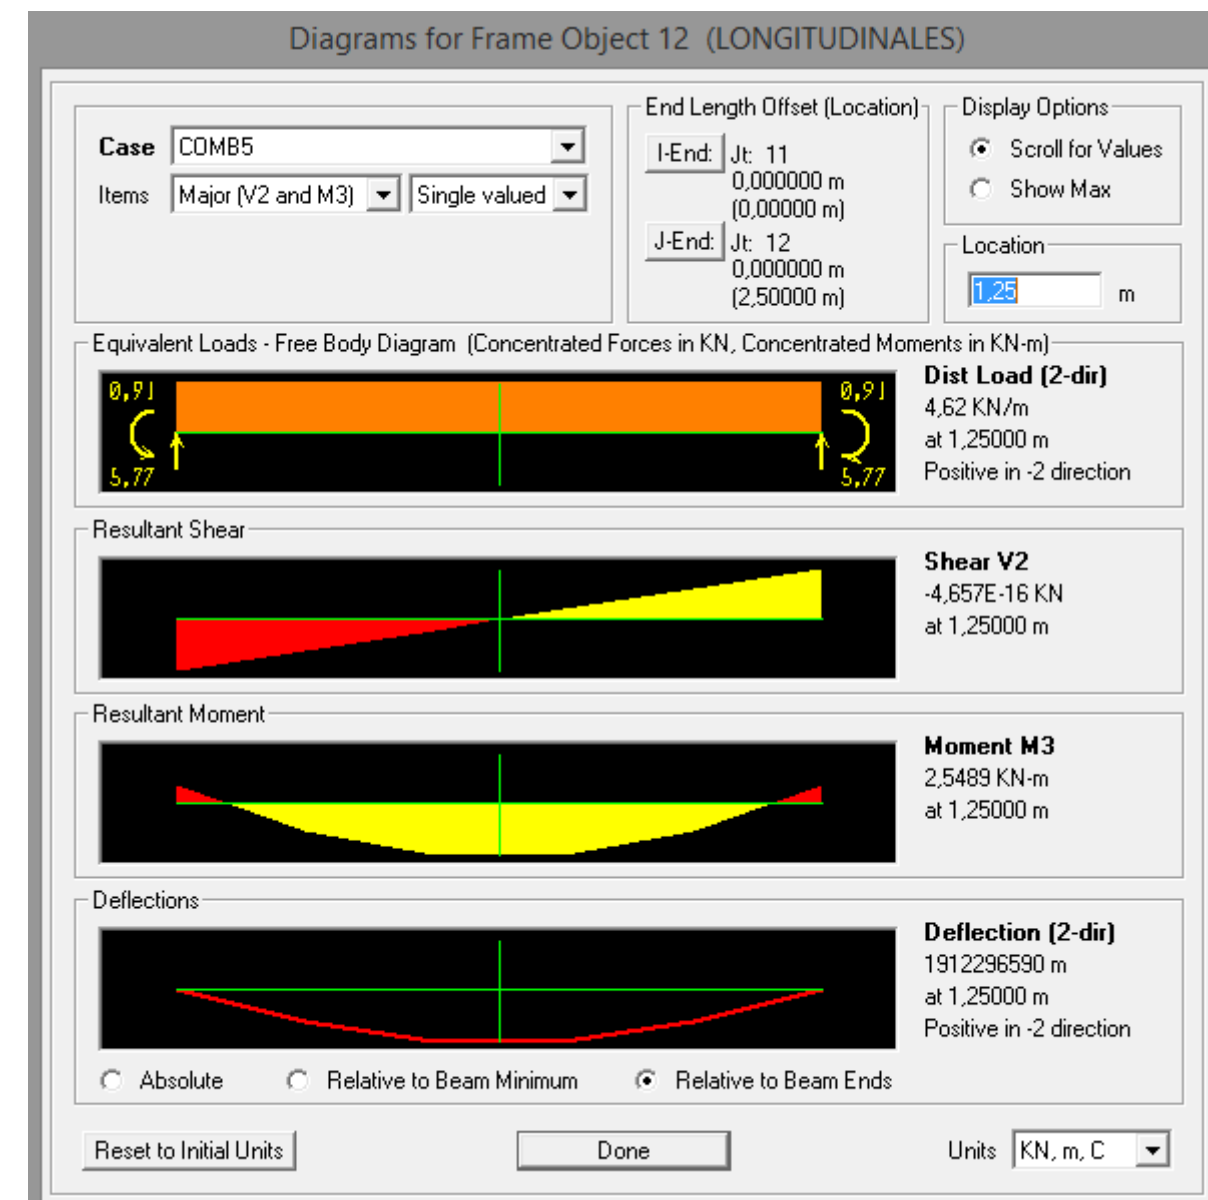 Diagrams for Frame Object 12 (LONGITUDINALES)
Case COMB5
Items Major (V2 and M3) Single valued
End Length Offset (Location)
I-End: Jt: 11
0,000000 m
(0,00000 m)
J-End: Jt: 12
0,000000 m
(2,50000 m)
Display Options
Scroll for Values
Show Max
Location
1,25 m
Equivalent Loads - Free Body Diagram (Concentrated Forces in KN, Concentrated Moments in KN-m)
0,91 0,91
5,77 5,77
Dist Load (2-dir)
4,62 KN/m
at 1,25000 m
Positive in -2 direction
Resultant Shear
Shear V2
-4,657E-16 KN
at 1,25000 m
Resultant Moment
Moment M3
2,5489 KN-m
at 1,25000 m
Deflections
Deflection (2-dir)
1912296590 m
at 1,25000 m
Positive in -2 direction
Absolute Relative to Beam Minimum Relative to Beam Ends
Reset to Initial Units Done Units KN, m, C